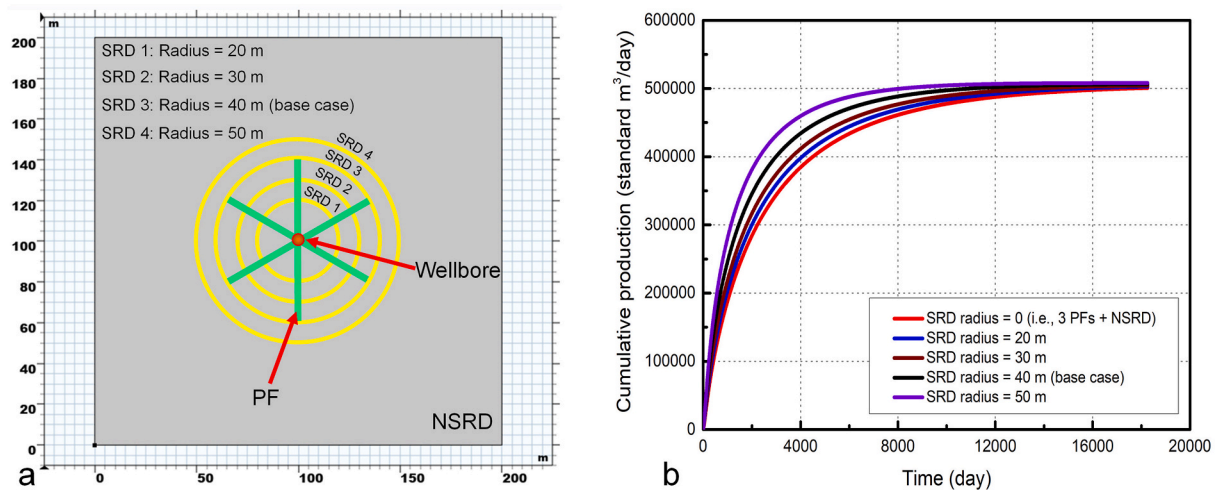 m
200
180
160
140
120
100
80
60
40
20
0
0
50
100
150
200
m
SRD 1: Radius = 20 m
SRD 2: Radius = 30 m
SRD 3: Radius = 40 m (base case)
SRD 4: Radius = 50 m
SRD 4
SRD 3
SRD 2
SRD 1
Wellbore
PF
NSRD
a
b
Cumulative production (standard m³/day)
600000
500000
400000
300000
200000
100000
0
SRD radius = 0 (i.e., 3 PFs + NSRD)
SRD radius = 20 m
SRD radius = 30 m
SRD radius = 40 m (base case)
SRD radius = 50 m
0
4000
8000
12000
16000
20000
Time (day)